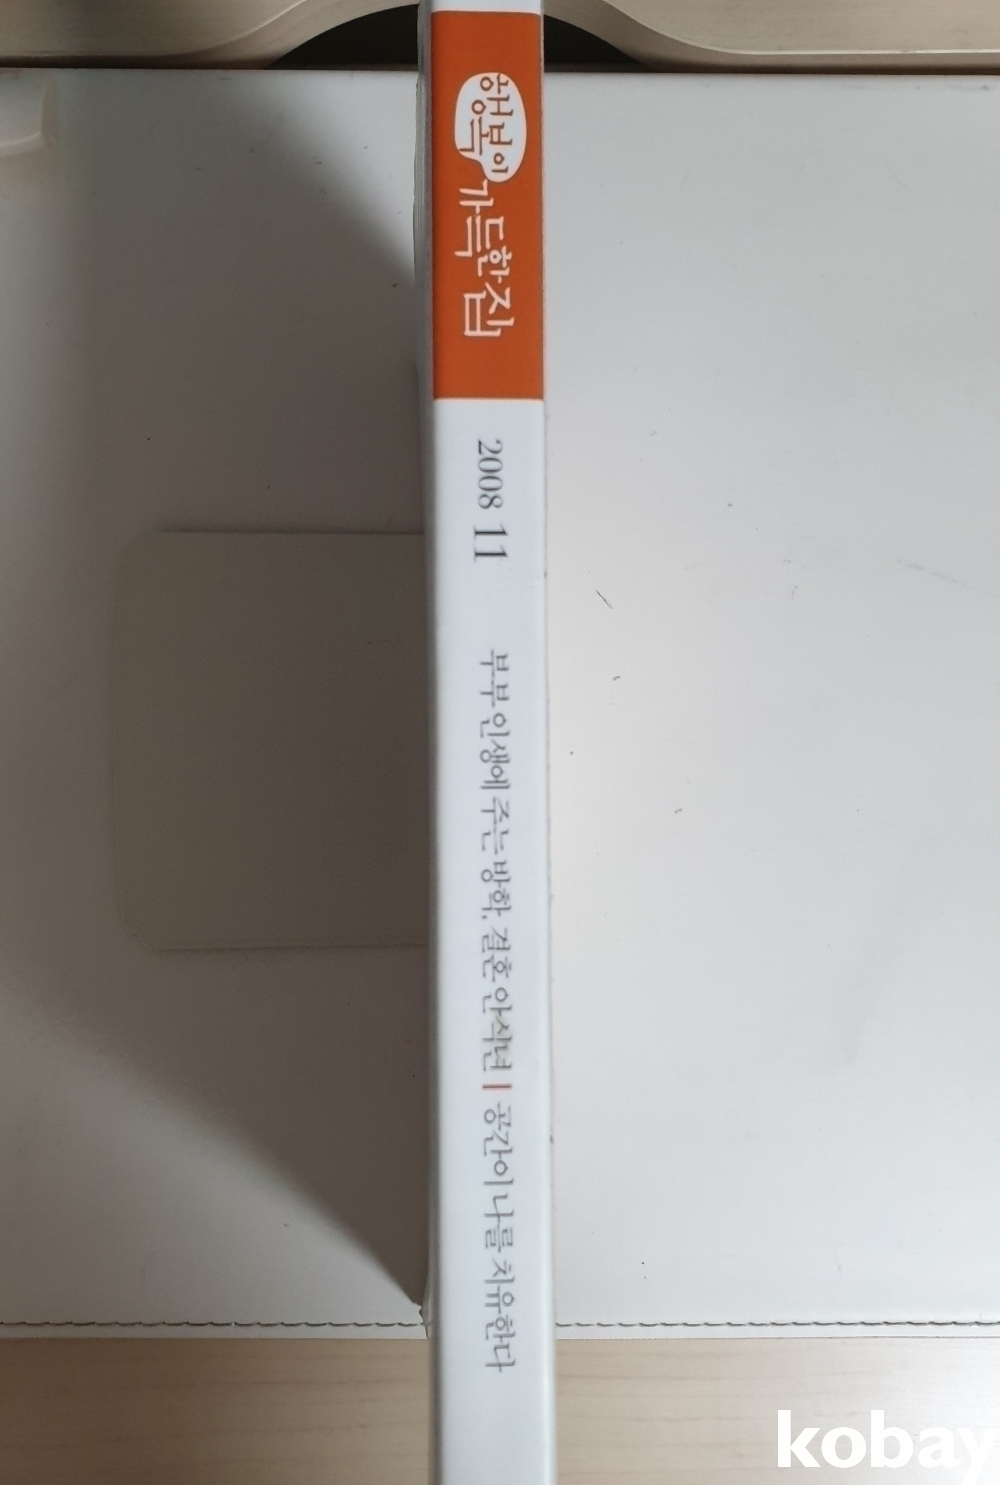 행복이 가득한 집
2008 11
부부 인생에 주는 방학, 결혼 안식년 | 공간이 나를 치유한다
kobay